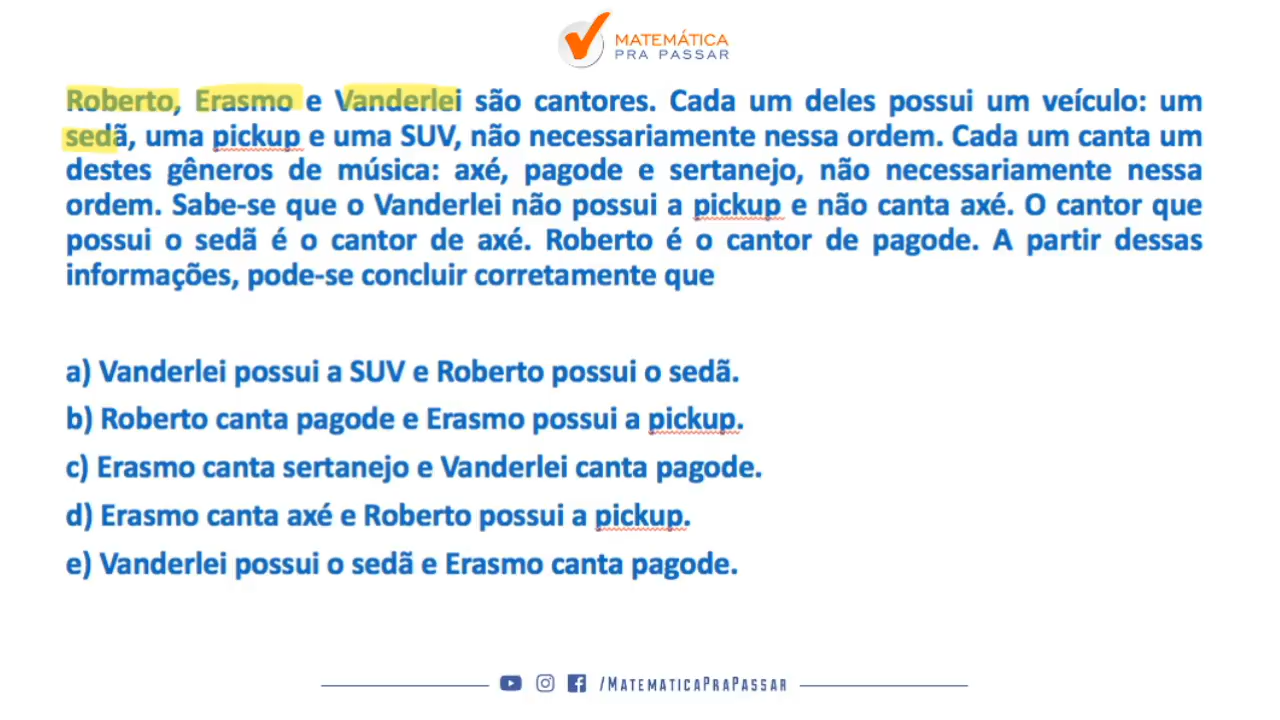 MATEMÁTICA
PRA PASSAR
Roberto, Erasmo e Vanderlei são cantores. Cada um deles possui um veículo: um
sedã, uma pickup e uma SUV, não necessariamente nessa ordem. Cada um canta um
destes gêneros de música: axé, pagode e sertanejo, não necessariamente nessa
ordem. Sabe-se que o Vanderlei não possui a pickup e não canta axé. O cantor que
possui o sedã é o cantor de axé. Roberto é o cantor de pagode. A partir dessas
informações, pode-se concluir corretamente que
a) Vanderlei possui a SUV e Roberto possui o sedã.
b) Roberto canta pagode e Erasmo possui a pickup.
c) Erasmo canta sertanejo e Vanderlei canta pagode.
d) Erasmo canta axé e Roberto possui a pickup.
e) Vanderlei possui o sedã e Erasmo canta pagode.
/MATEMATICAPRAPASSAR